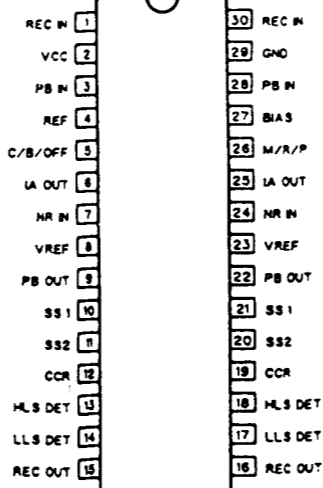 REC IN 1 30 REC IN
VCC 2 29 GND
PB IN 3 28 PB IN
REF 4 27 BIAS
C/B/OFF 5 26 M/R/P
IA OUT 6 25 IA OUT
NR IN 7 24 NR IN
VREF 8 23 VREF
PB OUT 9 22 PB OUT
SS1 10 21 SS1
SS2 11 20 SS2
CCR 12 19 CCR
HLS DET 13 18 HLS DET
LLS DET 14 17 LLS DET
REC OUT 15 16 REC OUT